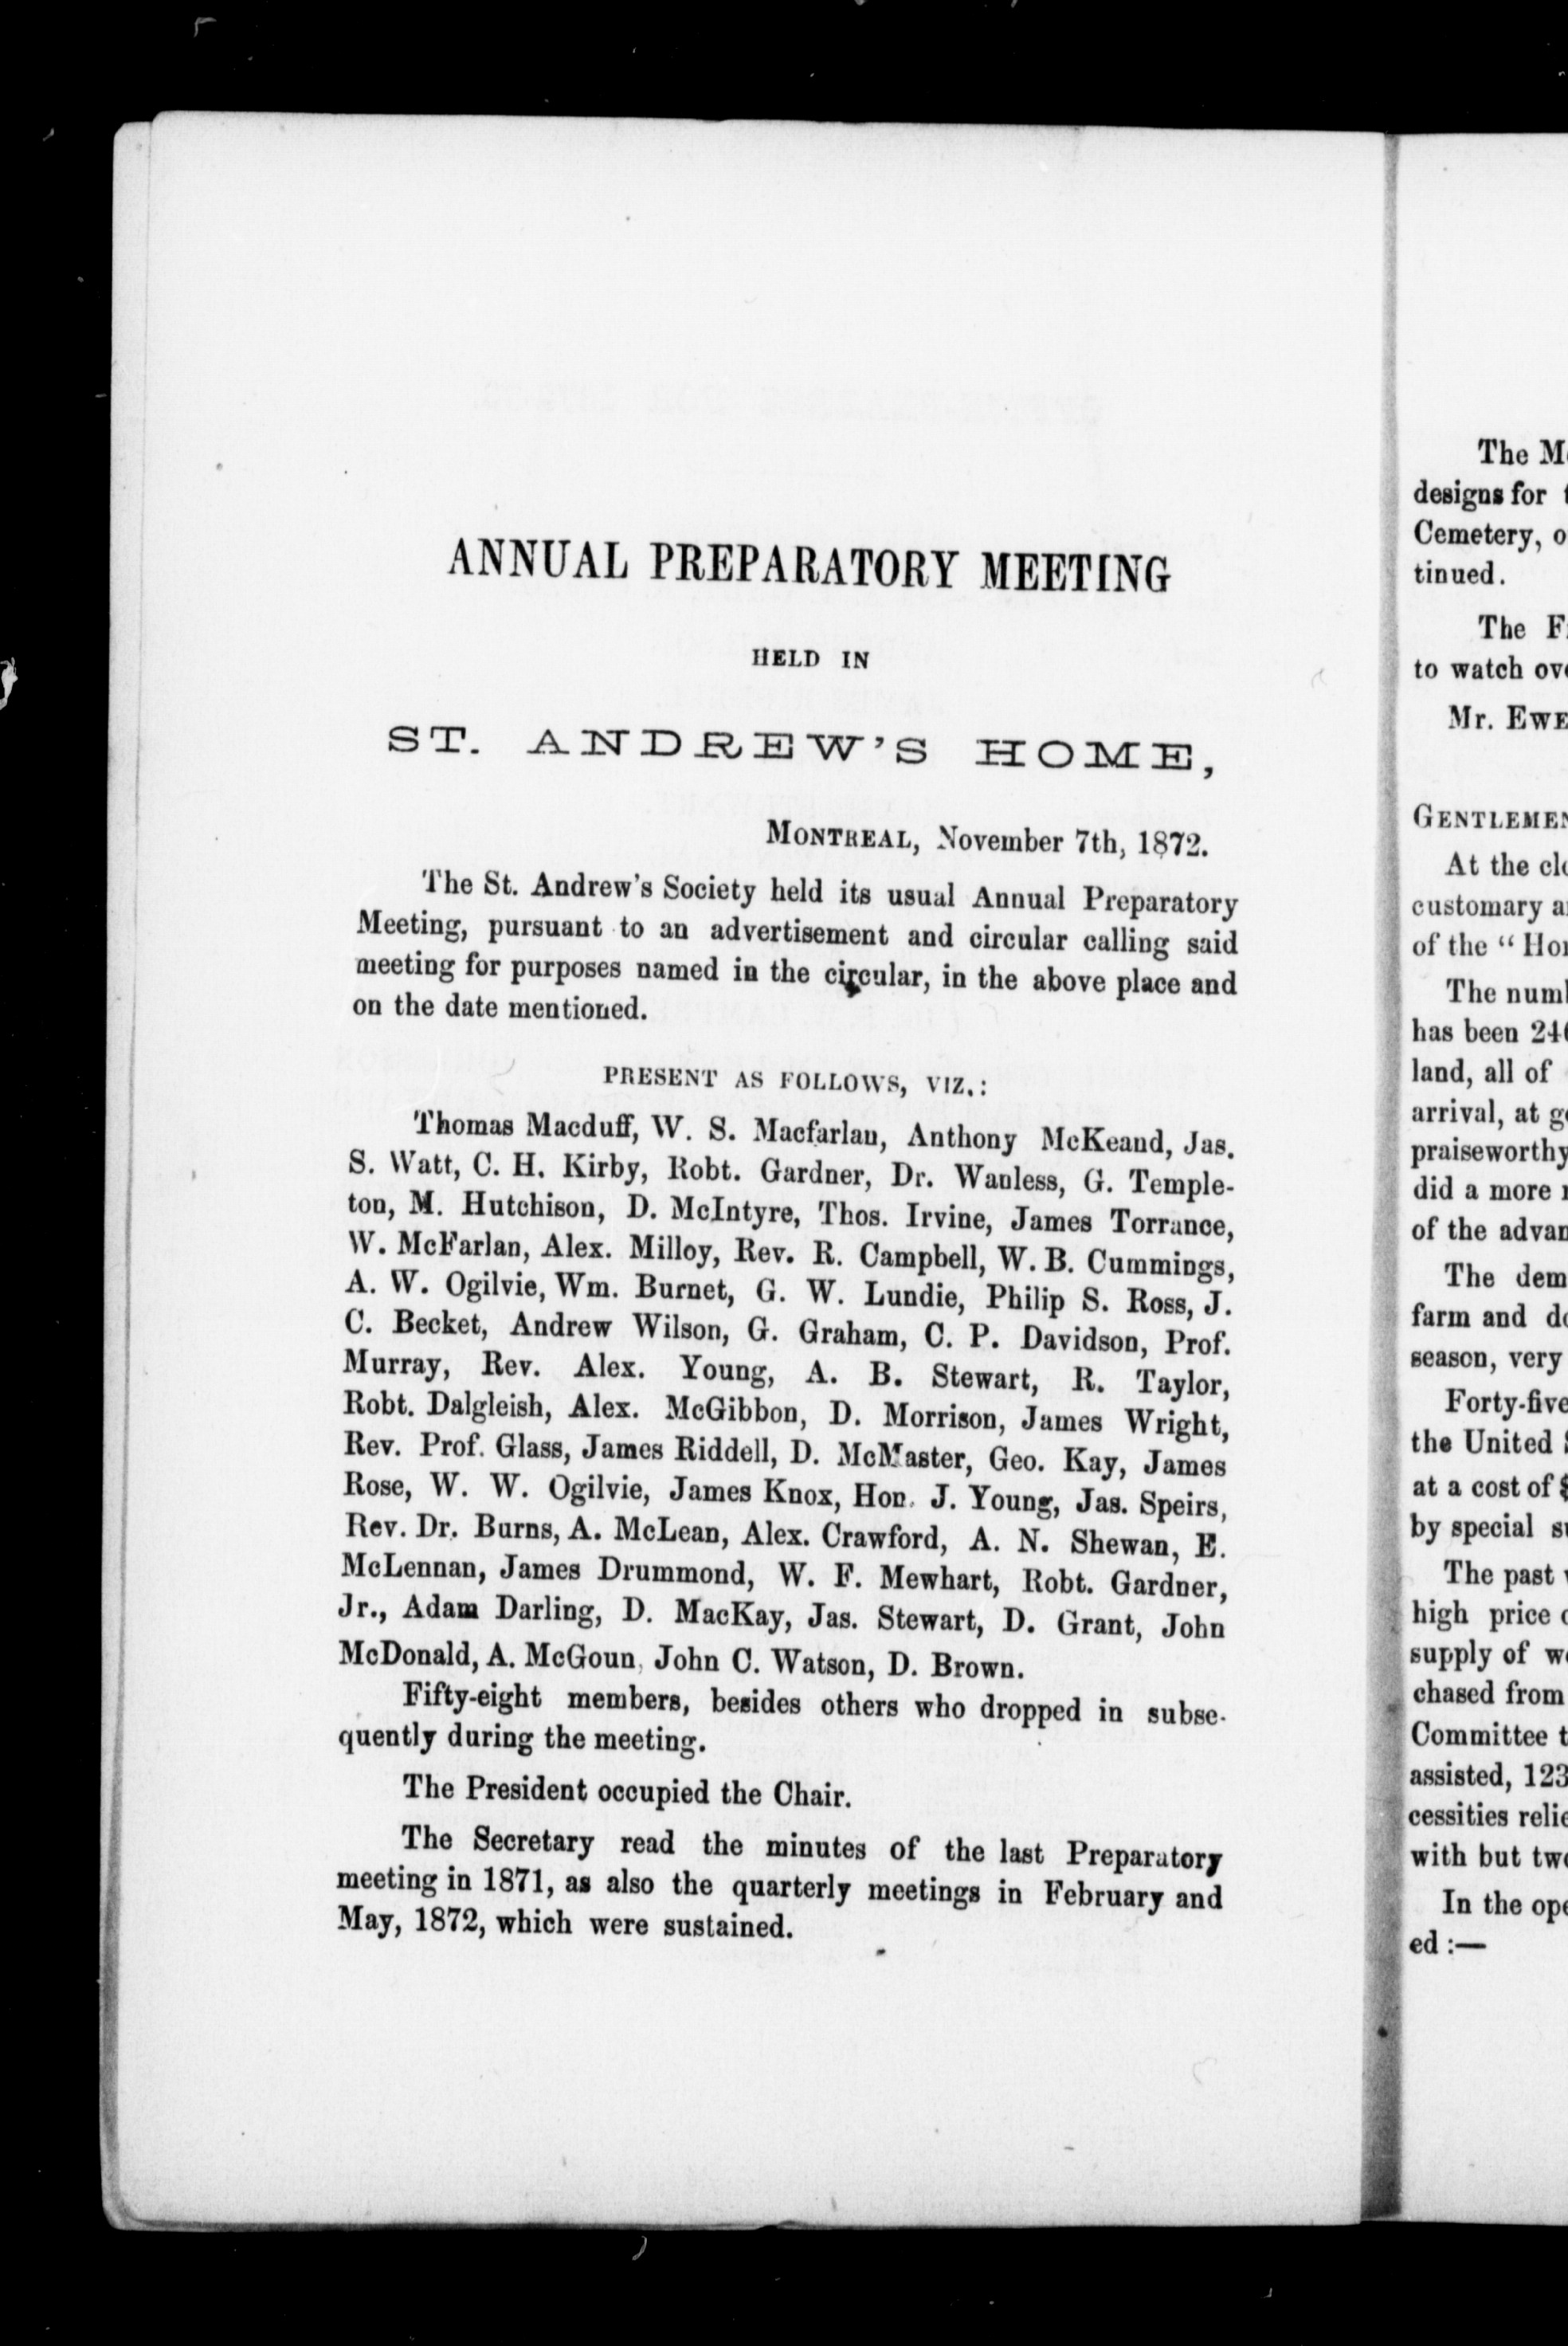 ANNUAL PREPARATORY MEETING
HELD IN
ST. ANDREW'S HOME,
MONTREAL, November 7th, 1872.
The St. Andrew's Society held its usual Annual Preparatory
Meeting, pursuant to an advertisement and circular calling said
meeting for purposes named in the circular, in the above place and
on the date mentioned.
PRESENT AS FOLLOWS, VIZ.:
Thomas Macduff, W. S. Macfarlan, Anthony McKeand, Jas.
S. Watt, C. H. Kirby, Robt. Gardner, Dr. Wanless, G. Temple-
ton, M. Hutchison, D. McIntyre, Thos. Irvine, James Torrance,
W. McFarlan, Alex. Milloy, Rev. R. Campbell, W. B. Cummings,
A. W. Ogilvie, Wm. Burnet, G. W. Lundie, Philip S. Ross, J.
C. Becket, Andrew Wilson, G. Graham, C. P. Davidson, Prof.
Murray, Rev. Alex. Young, A. B. Stewart, R. Taylor,
Robt. Dalgleish, Alex. McGibbon, D. Morrison, James Wright,
Rev. Prof. Glass, James Riddell, D. McMaster, Geo. Kay, James
Rose, W. W. Ogilvie, James Knox, Hon. J. Young, Jas. Speirs,
Rev. Dr. Burns, A. McLean, Alex. Crawford, A. N. Shewan, E.
McLennan, James Drummond, W. F. Mewhart, Robt. Gardner,
Jr., Adam Darling, D. MacKay, Jas. Stewart, D. Grant, John
McDonald, A. McGoun, John C. Watson, D. Brown.
Fifty-eight members, besides others who dropped in subse-
quently during the meeting.
The President occupied the Chair.
The Secretary read the minutes of the last Preparatory
meeting in 1871, as also the quarterly meetings in February and
May, 1872, which were sustained.
The
designs for
Cemetery,
tinued.
The
to watch
Mr.
GENTLEMEN
At the
customary
of the "
The
has been
land, all of
arrival, at
praiseworthy
did a more
of the
The
farm and
season, very
Forty-five
the United
at a cost of
by special
The past
high price
supply of
chased from
Committee
assisted, 123
cessities
with but
In the
ed :—